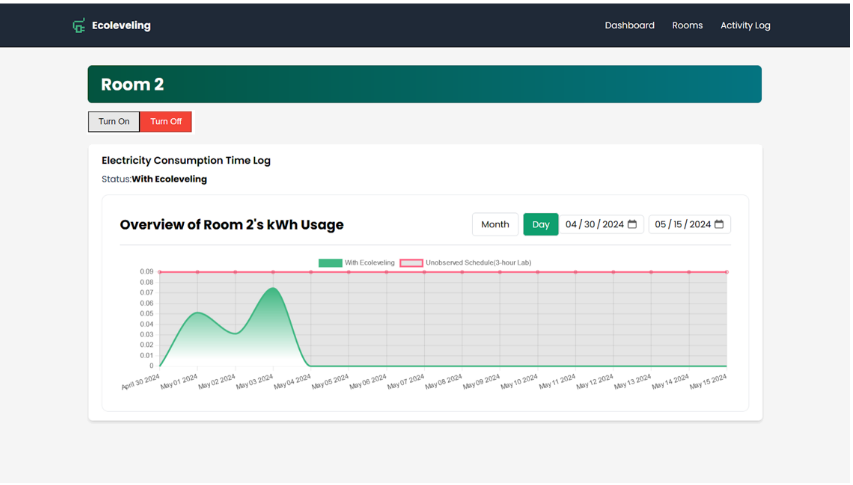 Ecoleveling Dashboard Rooms Activity Log
Room 2
Turn On Turn Off
Electricity Consumption Time Log
Status:With Ecoleveling
Overview of Room 2's kWh Usage Month Day 04/30/2024 05/15/2024
With Ecoleveling Unobserved Schedule(3-hour Lab)
0.09
0.08
0.07
0.06
0.05
0.04
0.03
0.02
0.01
0
April 30 2024 May 01 2024 May 02 2024 May 03 2024 May 04 2024 May 05 2024 May 06 2024 May 07 2024 May 08 2024 May 09 2024 May 10 2024 May 11 2024 May 12 2024 May 13 2024 May 14 2024 May 15 2024